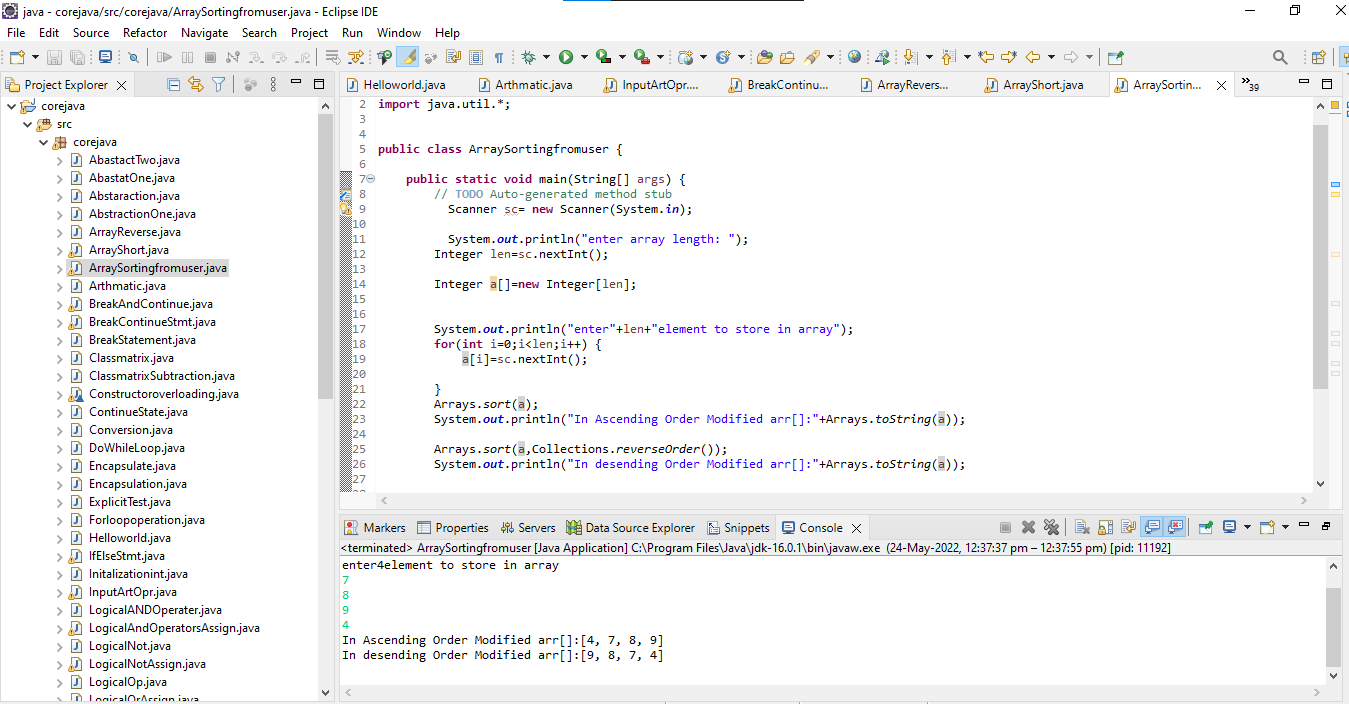 java - corejava/src/corejava/ArraySortingfromuser.java - Eclipse IDE
File Edit Source Refactor Navigate Search Project Run Window Help
Project Explorer
corejava
src
corejava
AbastactTwo.java
AbastatOne.java
Abstaraction.java
AbstractionOne.java
ArrayReverse.java
ArrayShort.java
ArraySortingfromuser.java
Arthmatic.java
BreakAndContinue.java
BreakContinueStmt.java
BreakStatement.java
Classmatrix.java
ClassmatrixSubtraction.java
Constructoroverloading.java
ContinueState.java
Conversion.java
DoWhileLoop.java
Encapsulate.java
Encapsulation.java
ExplicitTest.java
Forloopoperation.java
Helloworld.java
IfElseStmt.java
Initalizationint.java
InputArtOpr.java
LogicalANDOperater.java
LogicalAndOperatorsAssign.java
LogicalNot.java
LogicalNotAssign.java
LogicalOp.java
LogicalOrAssign.java
Helloworld.java Arthmatic.java InputArtOpr.... BreakContinu... ArrayRevers... ArrayShort.java ArraySortin... »39
2 import java.util.*;
3
4
5 public class ArraySortingfromuser {
6
7 public static void main(String[] args) {
8 // TODO Auto-generated method stub
9 Scanner sc= new Scanner(System.in);
10
11 System.out.println("enter array length: ");
12 Integer len=sc.nextInt();
13
14 Integer a[]=new Integer[len];
15
16
17 System.out.println("enter"+len+"element to store in array");
18 for(int i=0;i<len;i++) {
19 a[i]=sc.nextInt();
20
21 }
22 Arrays.sort(a);
23 System.out.println("In Ascending Order Modified arr[]:"+Arrays.toString(a));
24
25 Arrays.sort(a,Collections.reverseOrder());
26 System.out.println("In desending Order Modified arr[]:"+Arrays.toString(a));
27
Markers Properties Servers Data Source Explorer Snippets Console
<terminated> ArraySortingfromuser [Java Application] C:\Program Files\Java\jdk-16.0.1\bin\javaw.exe (24-May-2022, 12:37:37 pm – 12:37:55 pm) [pid: 11192]
enter4element to store in array
7
8
9
4
In Ascending Order Modified arr[]:[4, 7, 8, 9]
In desending Order Modified arr[]:[9, 8, 7, 4]